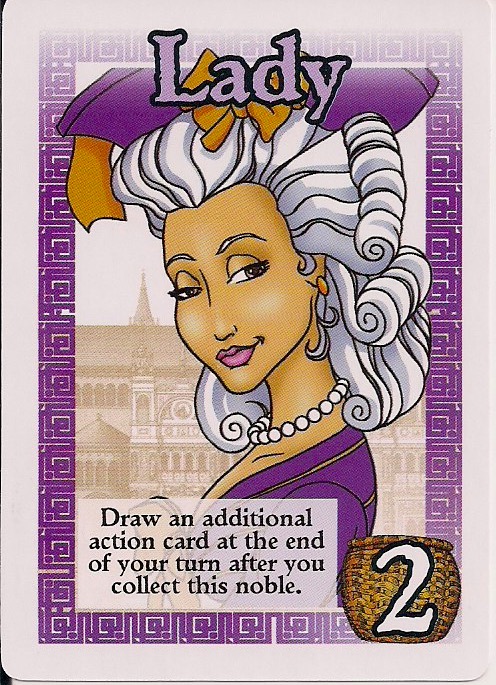 Lady
Draw an additional
action card at the end
of your turn after you
collect this noble.
2